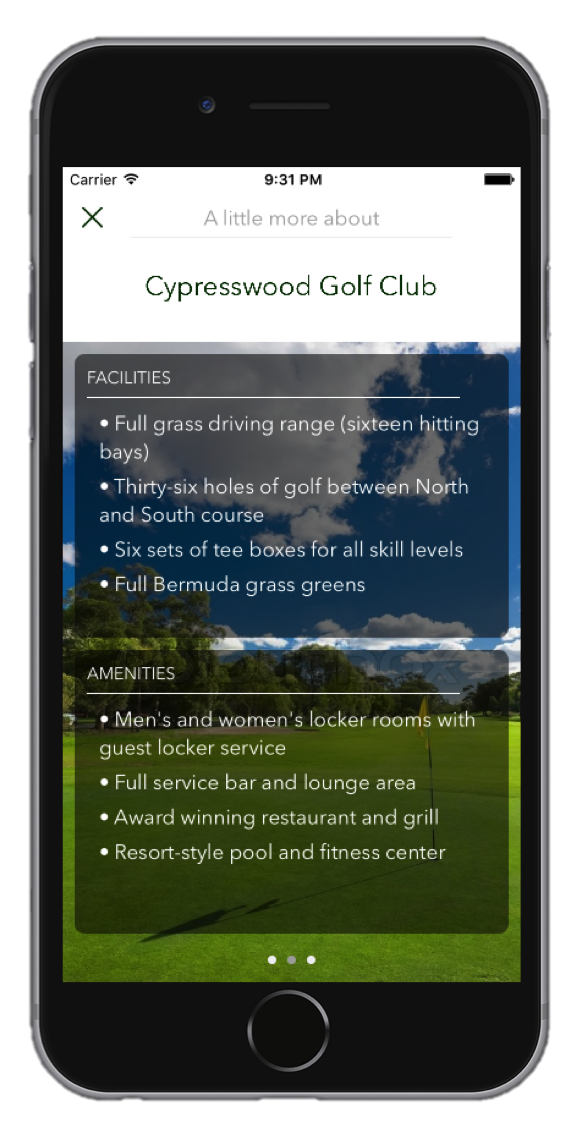 Carrier 9:31 PM
A little more about
Cypresswood Golf Club
FACILITIES
• Full grass driving range (sixteen hitting
bays)
• Thirty-six holes of golf between North
and South course
• Six sets of tee boxes for all skill levels
• Full Bermuda grass greens
AMENITIES
• Men's and women's locker rooms with
guest locker service
• Full service bar and lounge area
• Award winning restaurant and grill
• Resort-style pool and fitness center